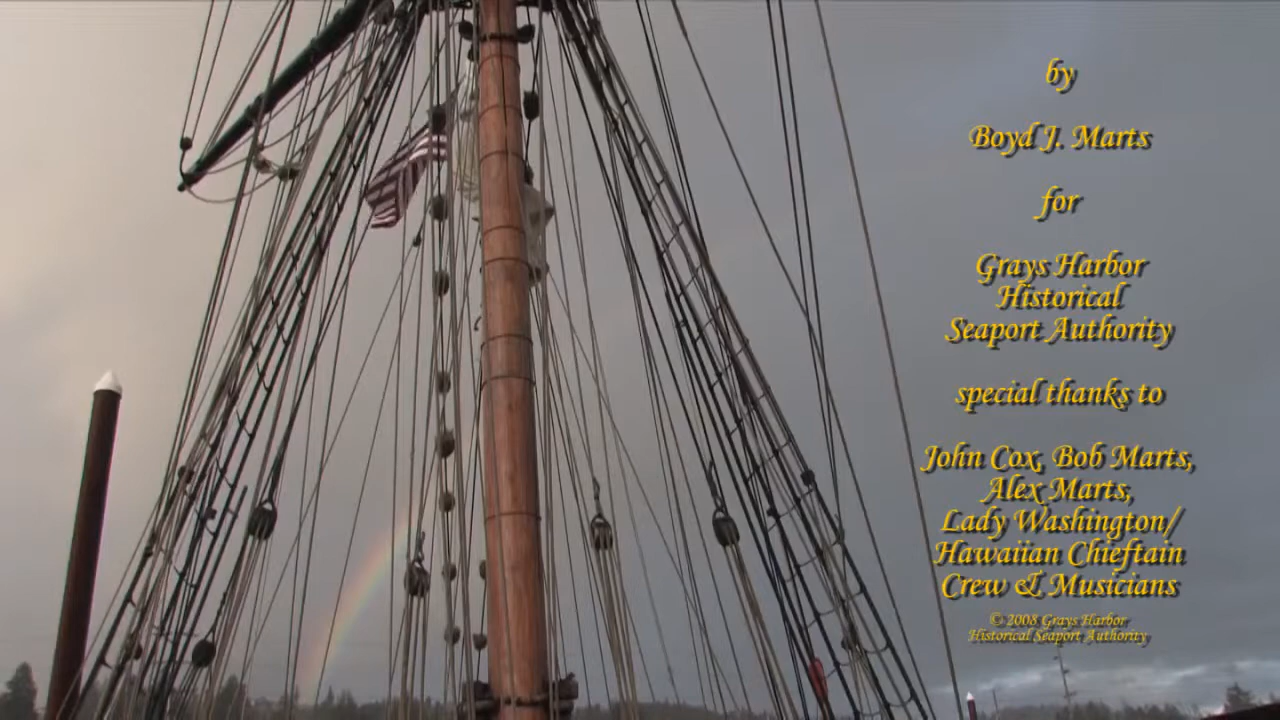 by
Boyd J. Marts
for
Grays Harbor
Historical
Seaport Authority
special thanks to
John Cox, Bob Marts,
Alex Marts,
Lady Washington/
Hawaiian Chieftain
Crew & Musicians
© 2008 Grays Harbor
Historical Seaport Authority